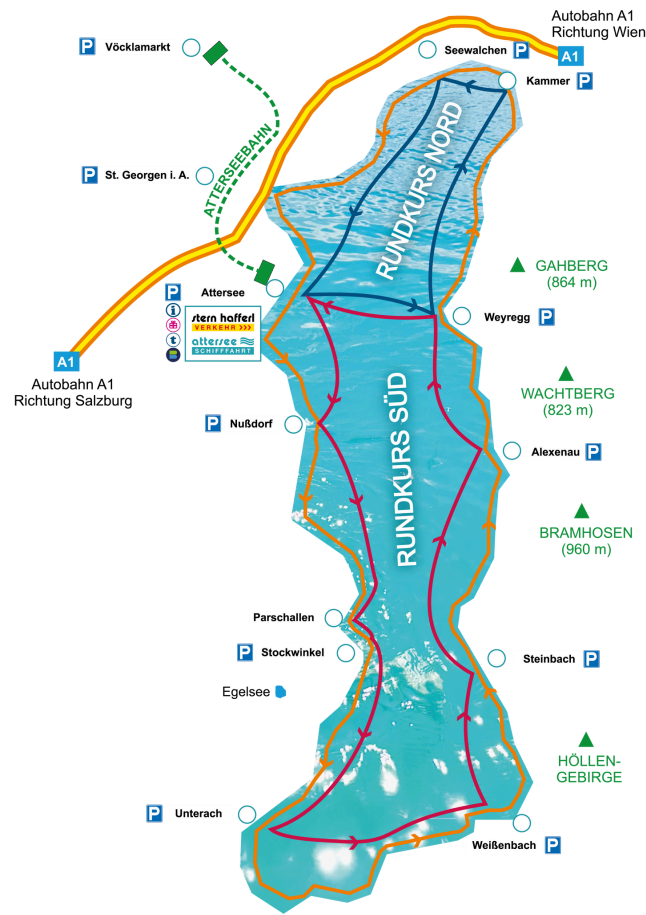 Autobahn A1
Richtung Wien
A1
P Vöcklamarkt
Seewalchen P
Kammer P
ATTERSEEBAHN
P St. Georgen i. A.
RUNDKURS NORD
GAHBERG
(864 m)
P Attersee
i
t
stern hafferl
VERKEHR >>>
attersee
SCHIFFFAHRT
Weyregg P
A1
Autobahn A1
Richtung Salzburg
WACHTBERG
(823 m)
P Nußdorf
RUNDKURS SÜD
Alexenau P
BRAMHOSEN
(960 m)
Parschallen
P Stockwinkel
Steinbach P
Egelsee
HÖLLEN-
GEBIRGE
P Unterach
Weißenbach P